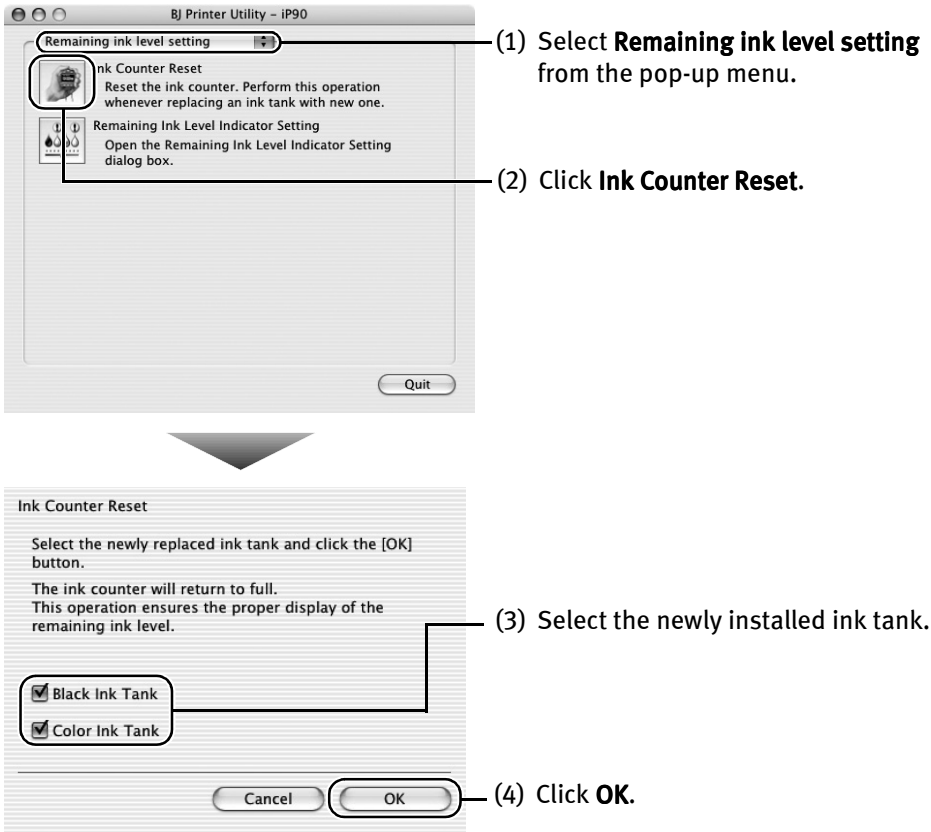 BJ Printer Utility – iP90
Remaining ink level setting
(1) Select Remaining ink level setting
from the pop-up menu.
nk Counter Reset
Reset the ink counter. Perform this operation
whenever replacing an ink tank with new one.
Remaining Ink Level Indicator Setting
Open the Remaining Ink Level Indicator Setting
dialog box.
(2) Click Ink Counter Reset.
Quit
Ink Counter Reset
Select the newly replaced ink tank and click the [OK]
button.
The ink counter will return to full.
This operation ensures the proper display of the
remaining ink level.
(3) Select the newly installed ink tank.
Black Ink Tank
Color Ink Tank
Cancel
OK
(4) Click OK.